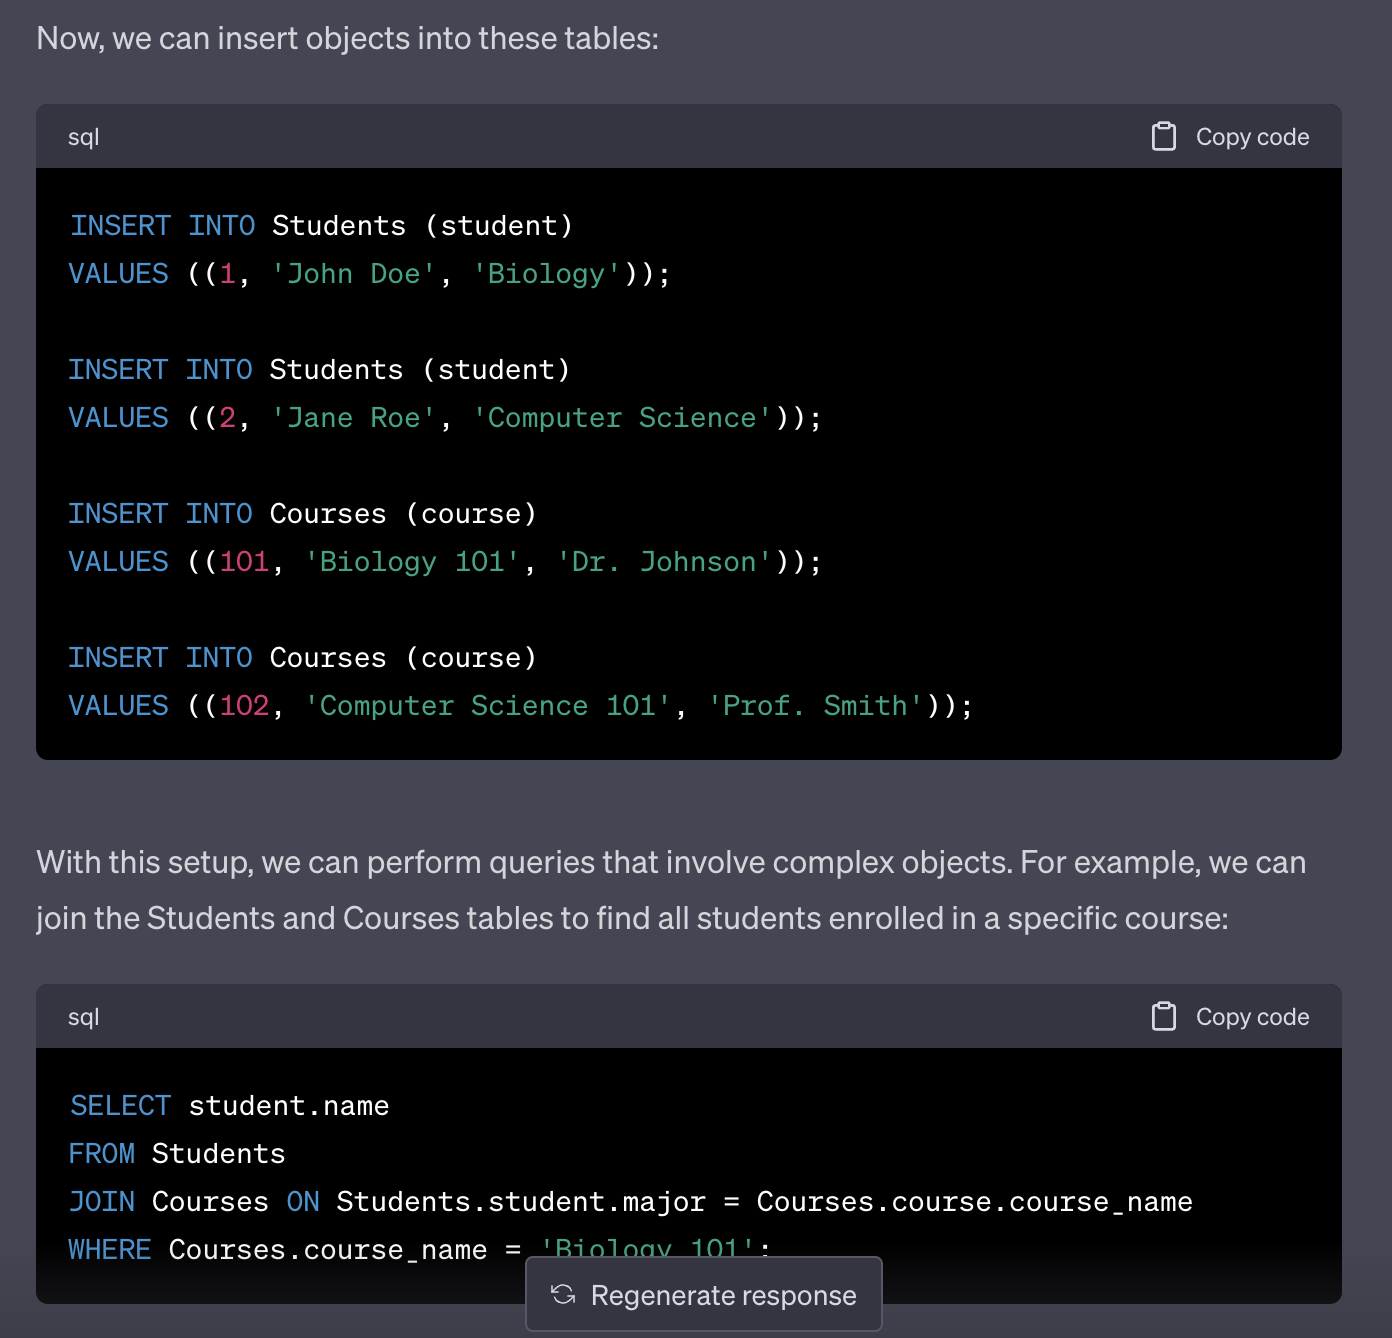 Now, we can insert objects into these tables:
sql
Copy code
INSERT INTO Students (student)
VALUES ((1, 'John Doe', 'Biology'));
INSERT INTO Students (student)
VALUES ((2, 'Jane Roe', 'Computer Science'));
INSERT INTO Courses (course)
VALUES ((101, 'Biology 101', 'Dr. Johnson'));
INSERT INTO Courses (course)
VALUES ((102, 'Computer Science 101', 'Prof. Smith'));
With this setup, we can perform queries that involve complex objects. For example, we can
join the Students and Courses tables to find all students enrolled in a specific course:
sql
Copy code
SELECT student.name
FROM Students
JOIN Courses ON Students.student.major = Courses.course.course_name
WHERE Courses.course_name = 'Biology 101';
Regenerate response